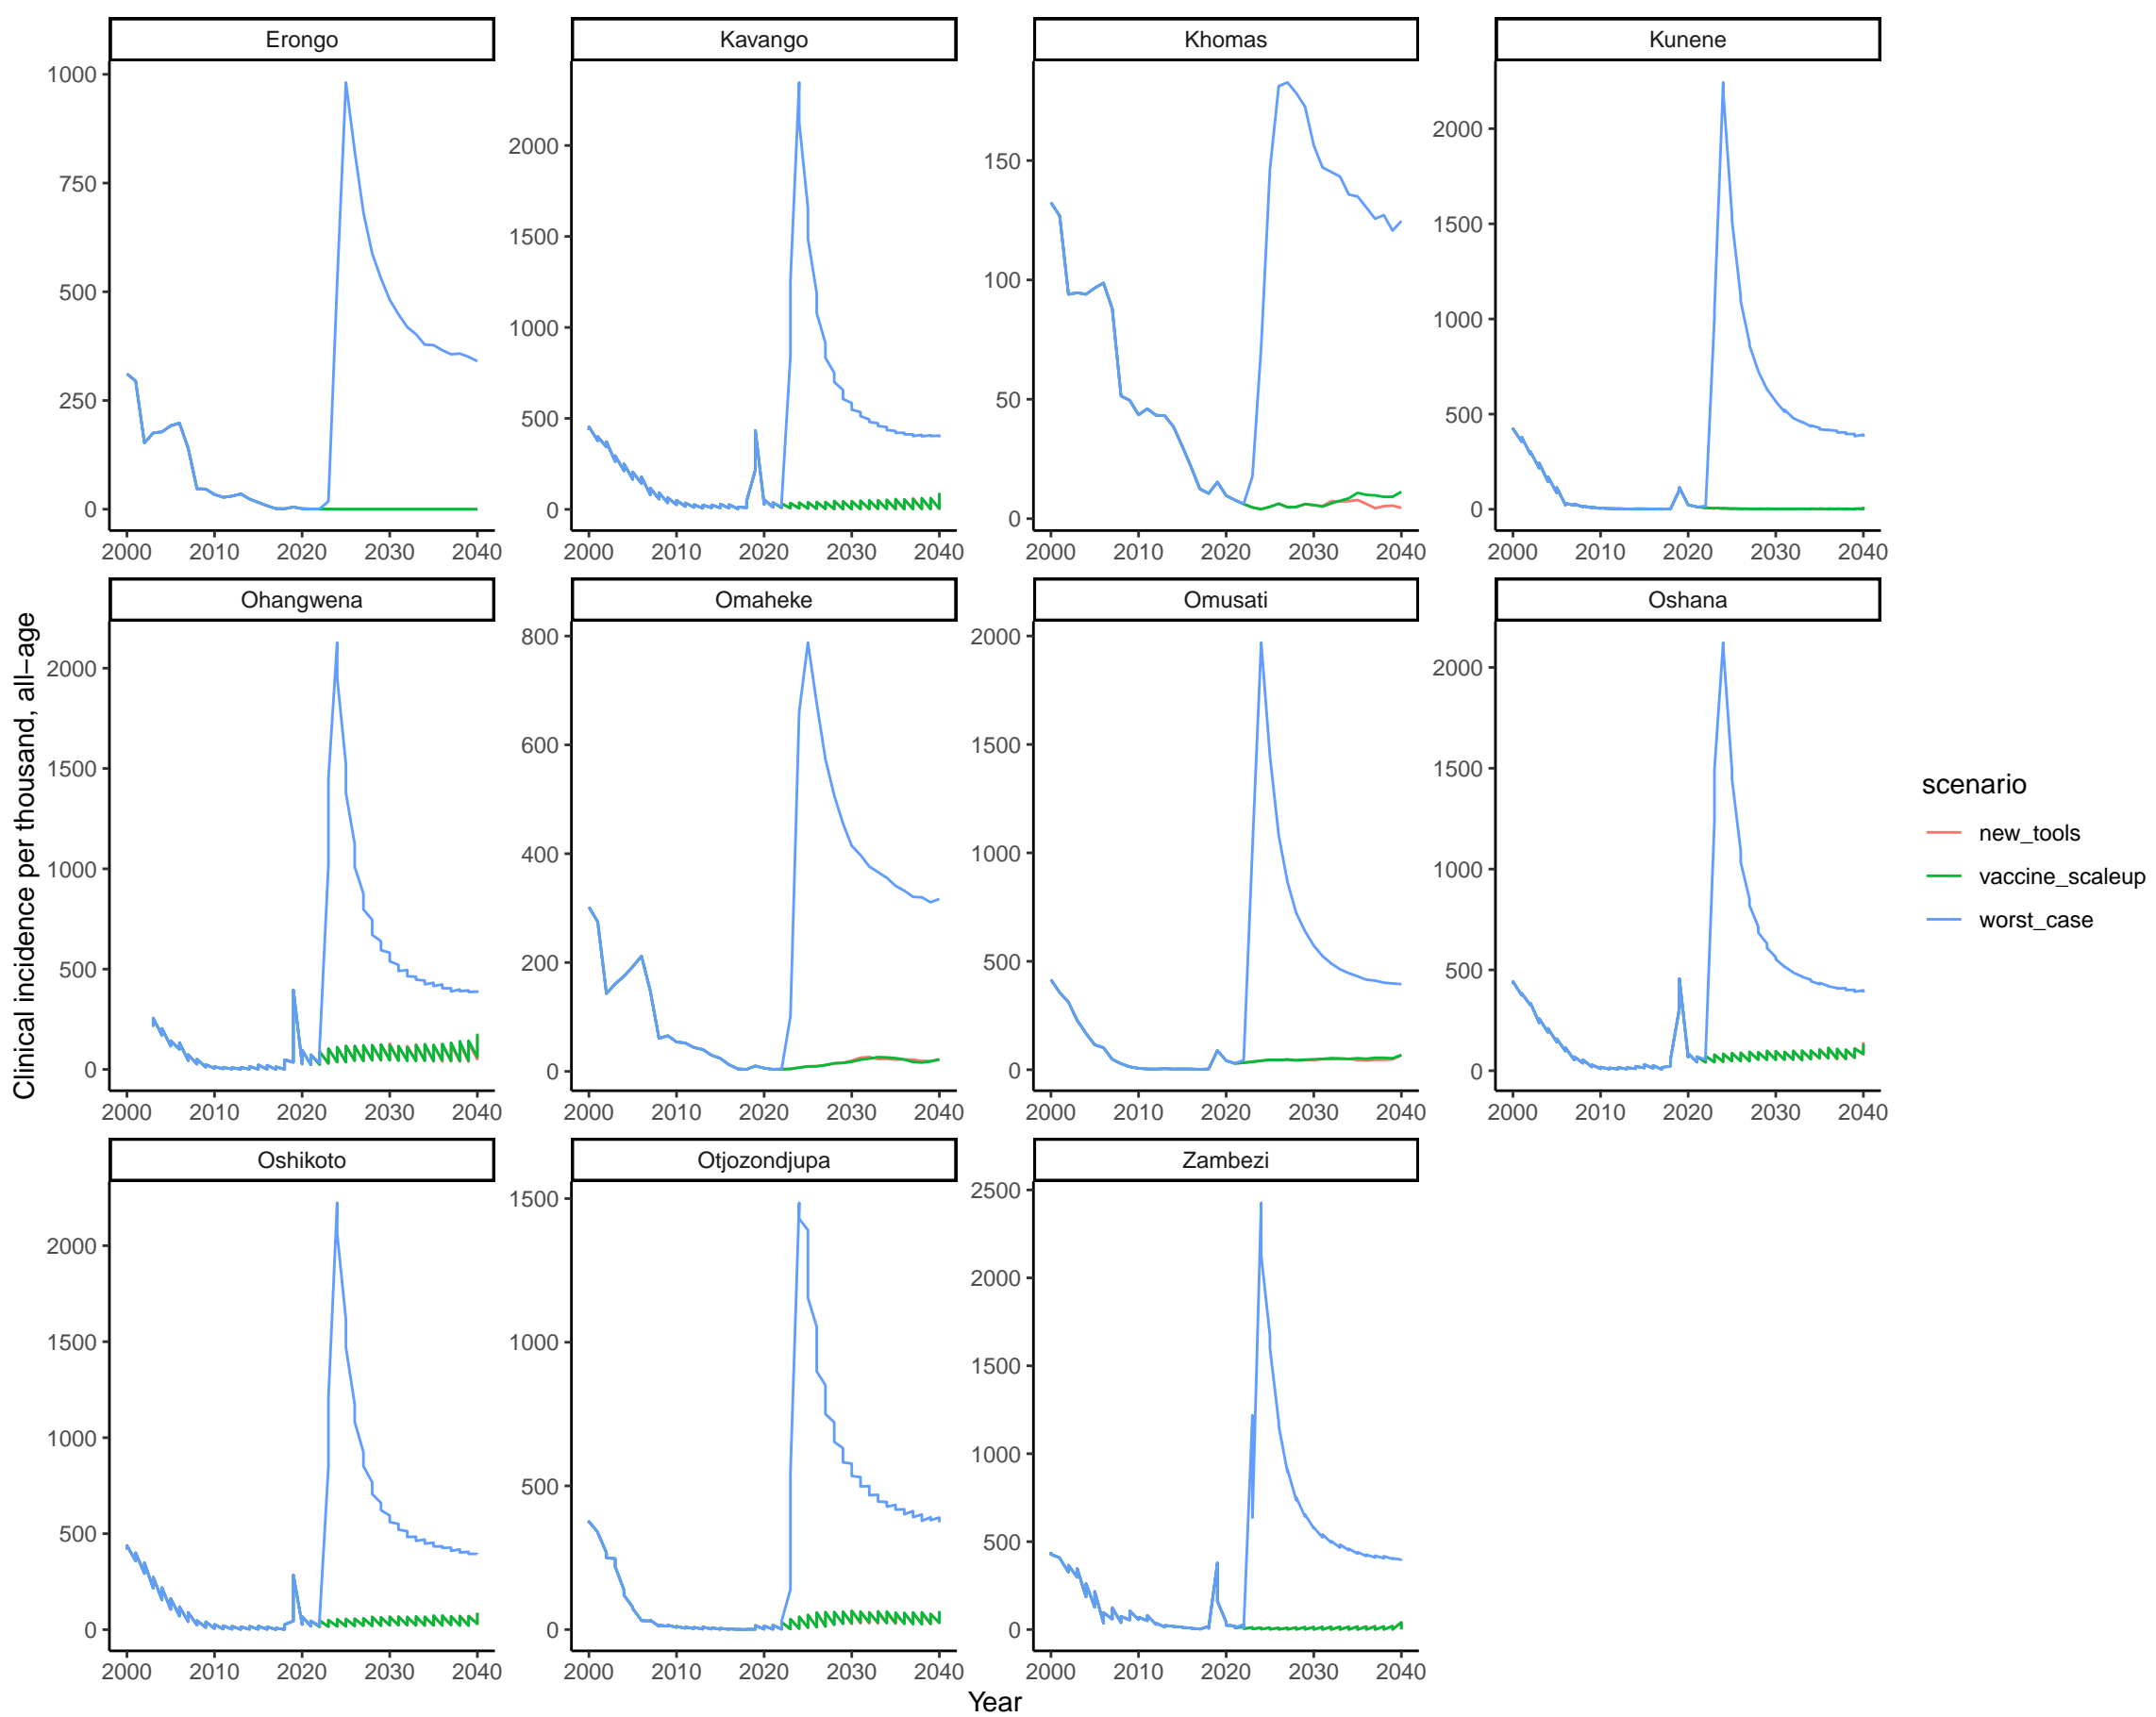 Erongo
Kavango
Khomas
Kunene
1000
750
500
250
0
2000
1500
1000
500
0
150
100
50
0
2000
1500
1000
500
0
2000 2010 2020 2030 2040
2000 2010 2020 2030 2040
2000 2010 2020 2030 2040
2000 2010 2020 2030 2040
Clinical incidence per thousand, all−age
Ohangwena
Omaheke
Omusati
Oshana
2000
1500
1000
500
0
800
600
400
200
0
2000
1500
1000
500
0
2000
1500
1000
500
0
2000 2010 2020 2030 2040
2000 2010 2020 2030 2040
2000 2010 2020 2030 2040
2000 2010 2020 2030 2040
scenario
new_tools
vaccine_scaleup
worst_case
Oshikoto
Otjozondjupa
Zambezi
2000
1500
1000
500
0
1500
1000
500
0
2500
2000
1500
1000
500
0
2000 2010 2020 2030 2040
2000 2010 2020 2030 2040
2000 2010 2020 2030 2040
Year